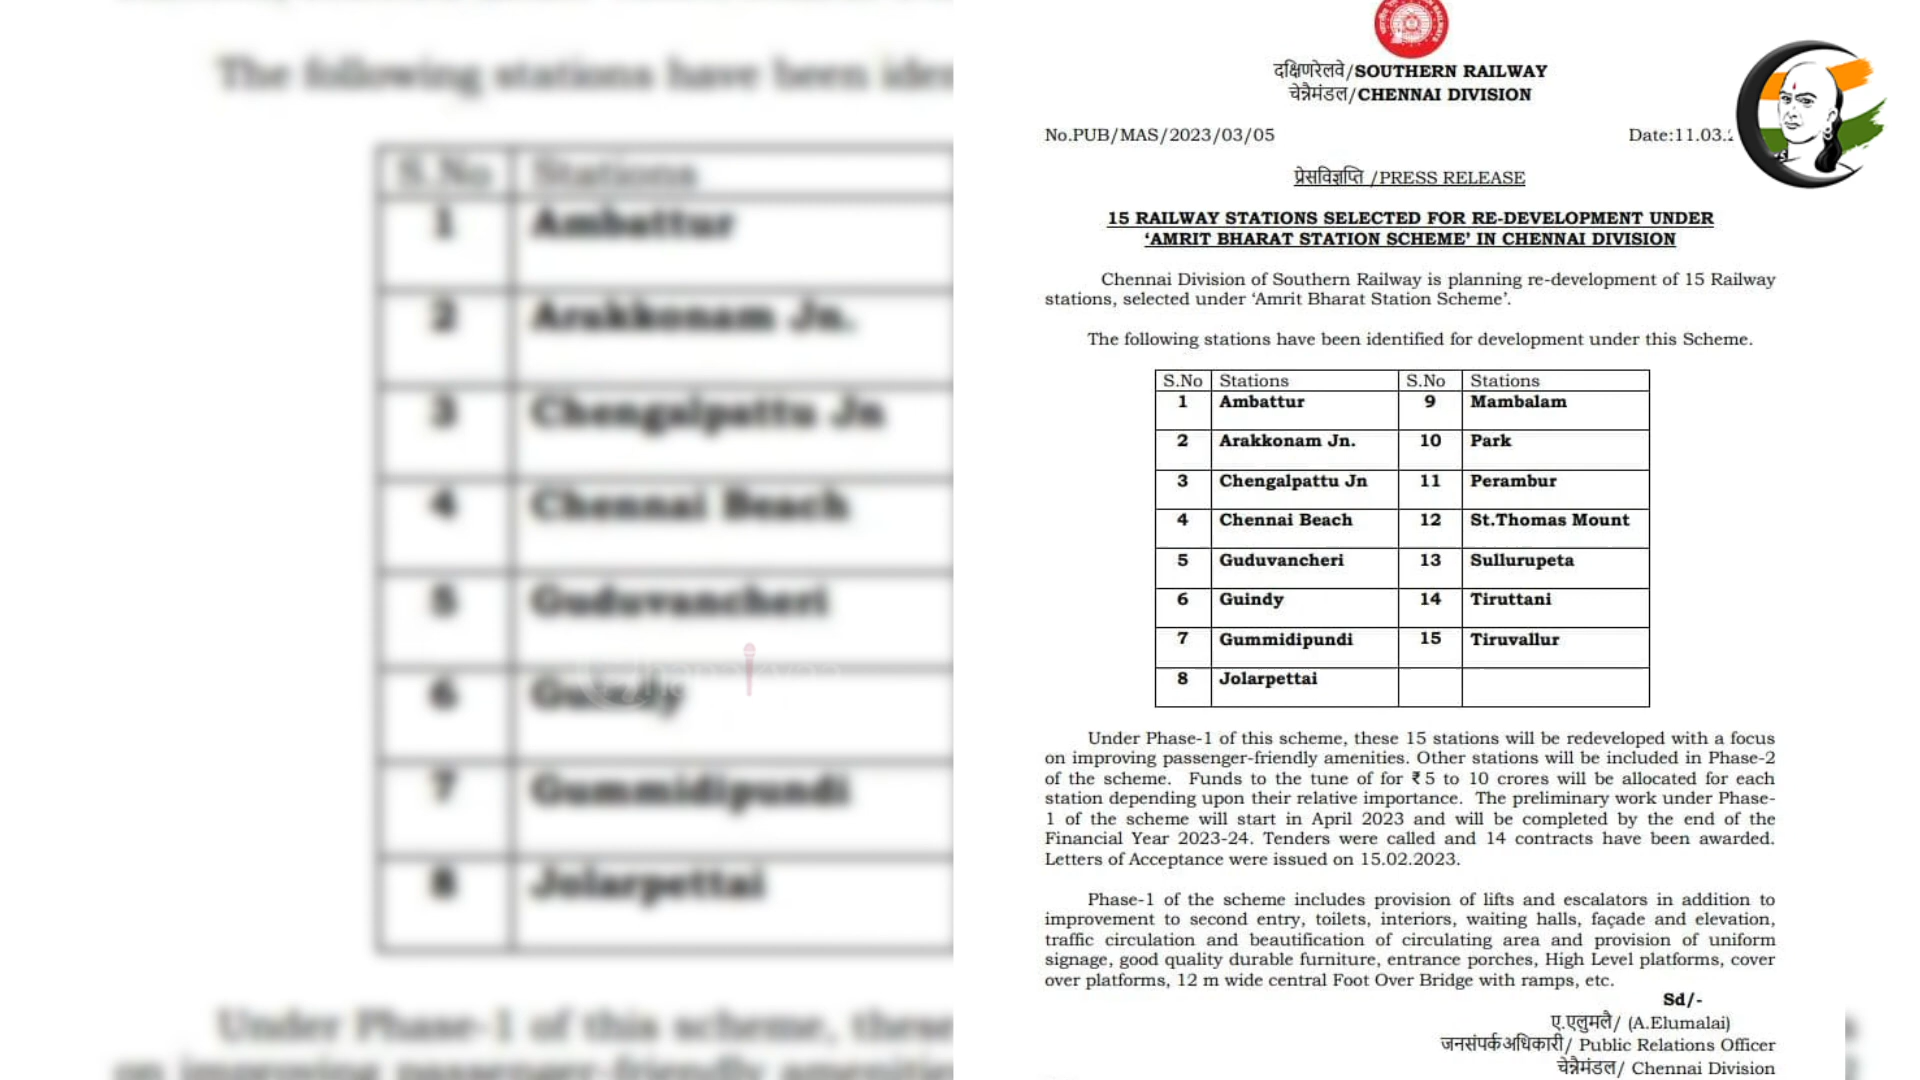 The following stations have been iden
S.No Stations
1 Ambattur
2 Arakkonam Jn.
3 Chengalpattu Jn
4 Chennai Beach
5 Guduvancheri
6 Guindy
7 Gummidipundi
8 Jolarpettai
Under Phase-1 of this scheme, these
on improving passenger-friendly amenities
दक्षिणरेलवे/SOUTHERN RAILWAY
चेन्नैमंडल/CHENNAI DIVISION
No.PUB/MAS/2023/03/05 Date:11.03.
प्रेसविज्ञप्ति /PRESS RELEASE
15 RAILWAY STATIONS SELECTED FOR RE-DEVELOPMENT UNDER
‘AMRIT BHARAT STATION SCHEME’ IN CHENNAI DIVISION
Chennai Division of Southern Railway is planning re-development of 15 Railway
stations, selected under ‘Amrit Bharat Station Scheme’.
The following stations have been identified for development under this Scheme.
S.No Stations S.No Stations
1 Ambattur 9 Mambalam
2 Arakkonam Jn. 10 Park
3 Chengalpattu Jn 11 Perambur
4 Chennai Beach 12 St.Thomas Mount
5 Guduvancheri 13 Sullurupeta
6 Guindy 14 Tiruttani
7 Gummidipundi 15 Tiruvallur
8 Jolarpettai
Under Phase-1 of this scheme, these 15 stations will be redeveloped with a focus
on improving passenger-friendly amenities. Other stations will be included in Phase-2
of the scheme. Funds to the tune of for ₹ 5 to 10 crores will be allocated for each
station depending upon their relative importance. The preliminary work under Phase-
1 of the scheme will start in April 2023 and will be completed by the end of the
Financial Year 2023-24. Tenders were called and 14 contracts have been awarded.
Letters of Acceptance were issued on 15.02.2023.
Phase-1 of the scheme includes provision of lifts and escalators in addition to
improvement to second entry, toilets, interiors, waiting halls, façade and elevation,
traffic circulation and beautification of circulating area and provision of uniform
signage, good quality durable furniture, entrance porches, High Level platforms, cover
over platforms, 12 m wide central Foot Over Bridge with ramps, etc.
Sd/-
ए.एलुमलै/ (A.Elumalai)
जनसंपर्कअधिकारी/ Public Relations Officer
चेन्नैमंडल/ Chennai Division